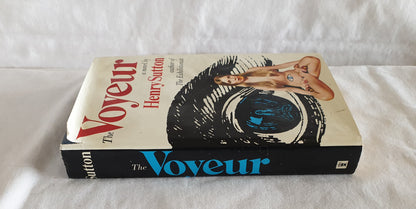 The
Voyeur
a novel by
Henry Sutton
author of
The Exhibitionist
Sutton
The Voyeur